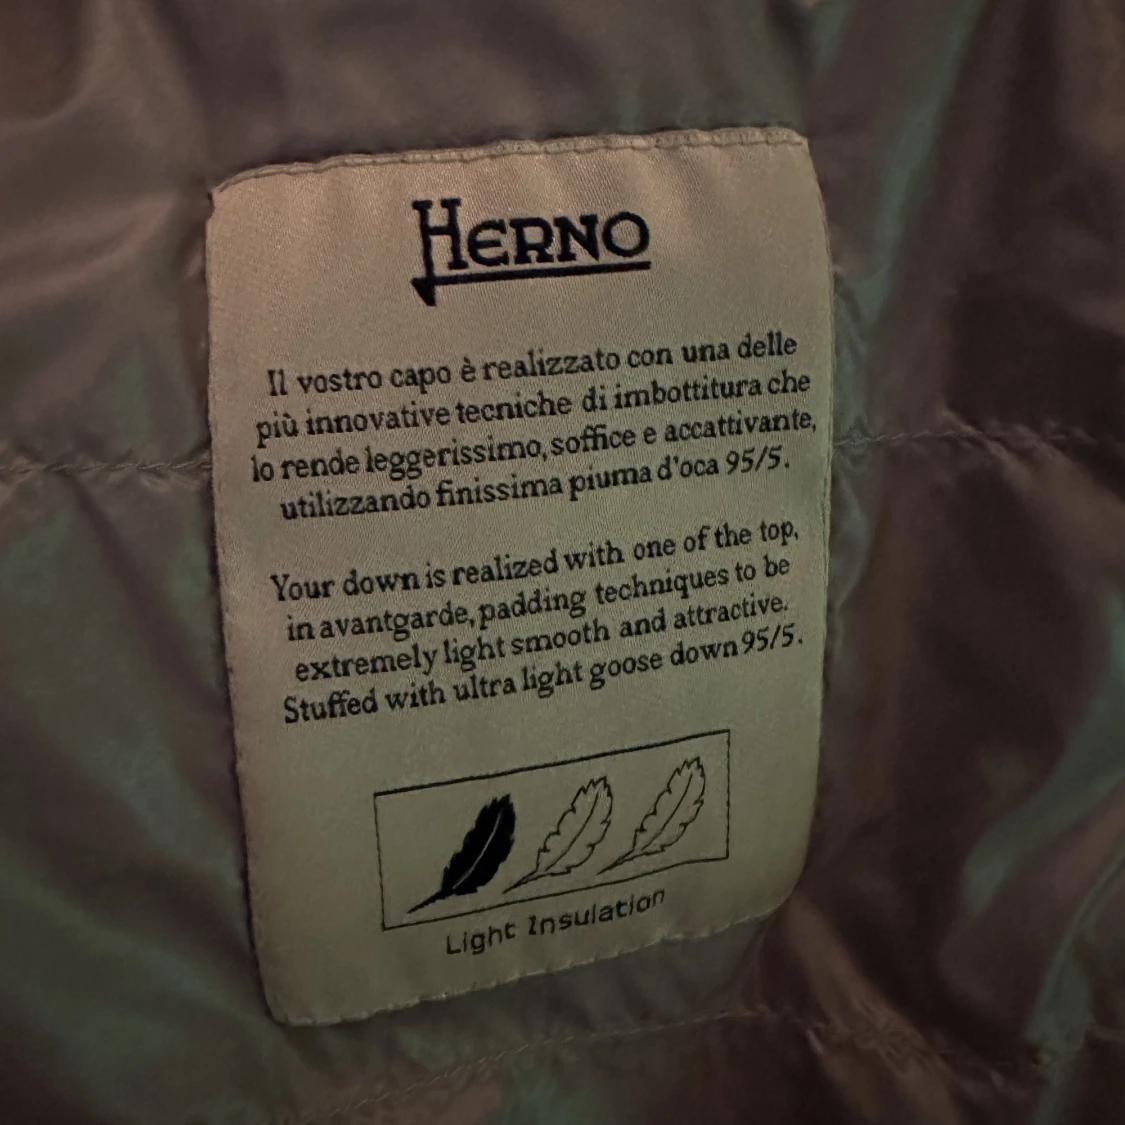 HERNO
Il vostro capo è realizzato con una delle
più innovative tecniche di imbottitura che
lo rende leggerissimo, soffice e accattivante,
utilizzando finissima piuma d'oca 95/5.
Your down is realized with one of the top,
in avantgarde, padding techniques to be
extremely light smooth and attractive.
Stuffed with ultra light goose down 95/5.
Light Insulation